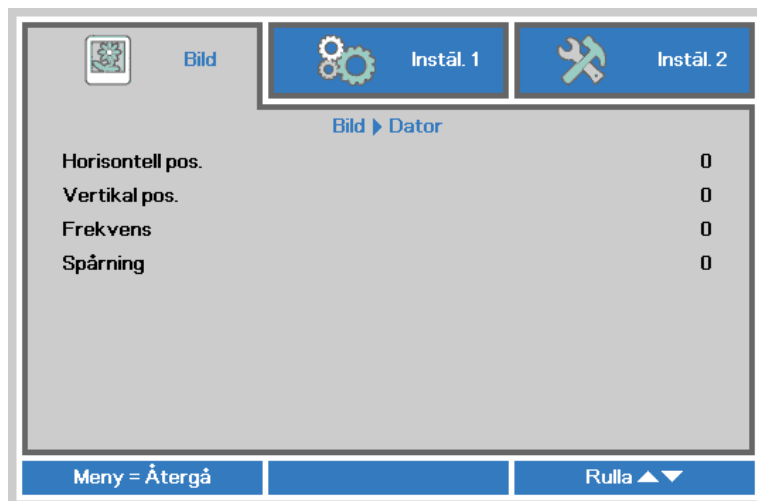 Bild
Instäl. 1
Instäl. 2
Bild ▶ Dator
Horisontell pos. 0
Vertikal pos. 0
Frekvens 0
Spårning 0
Meny = Återgå
Rulla ▲▼